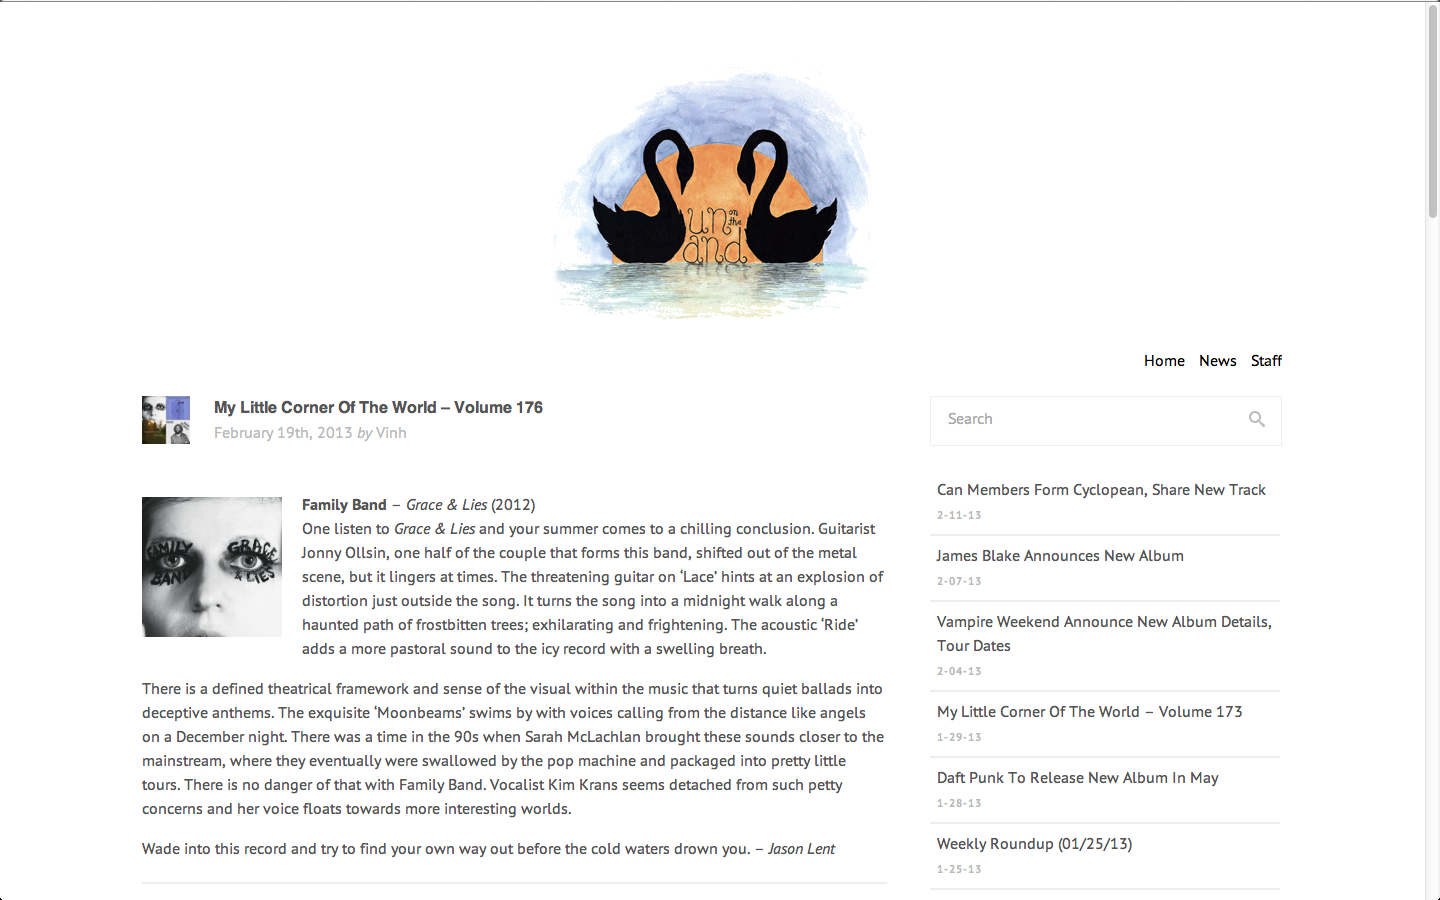 un on the
and
Home News Staff
My Little Corner Of The World – Volume 176
February 19th, 2013 by Vinh
FAMILY BAND
GRACE & LIES
Family Band – Grace & Lies (2012)
One listen to Grace & Lies and your summer comes to a chilling conclusion. Guitarist
Jonny Ollsin, one half of the couple that forms this band, shifted out of the metal
scene, but it lingers at times. The threatening guitar on ‘Lace’ hints at an explosion of
distortion just outside the song. It turns the song into a midnight walk along a
haunted path of frostbitten trees; exhilarating and frightening. The acoustic ‘Ride’
adds a more pastoral sound to the icy record with a swelling breath.
There is a defined theatrical framework and sense of the visual within the music that turns quiet ballads into
deceptive anthems. The exquisite ‘Moonbeams’ swims by with voices calling from the distance like angels
on a December night. There was a time in the 90s when Sarah McLachlan brought these sounds closer to the
mainstream, where they eventually were swallowed by the pop machine and packaged into pretty little
tours. There is no danger of that with Family Band. Vocalist Kim Krans seems detached from such petty
concerns and her voice floats towards more interesting worlds.
Wade into this record and try to find your own way out before the cold waters drown you. – Jason Lent
Search
Can Members Form Cyclopean, Share New Track
2-11-13
James Blake Announces New Album
2-07-13
Vampire Weekend Announce New Album Details,
Tour Dates
2-04-13
My Little Corner Of The World – Volume 173
1-29-13
Daft Punk To Release New Album In May
1-28-13
Weekly Roundup (01/25/13)
1-25-13